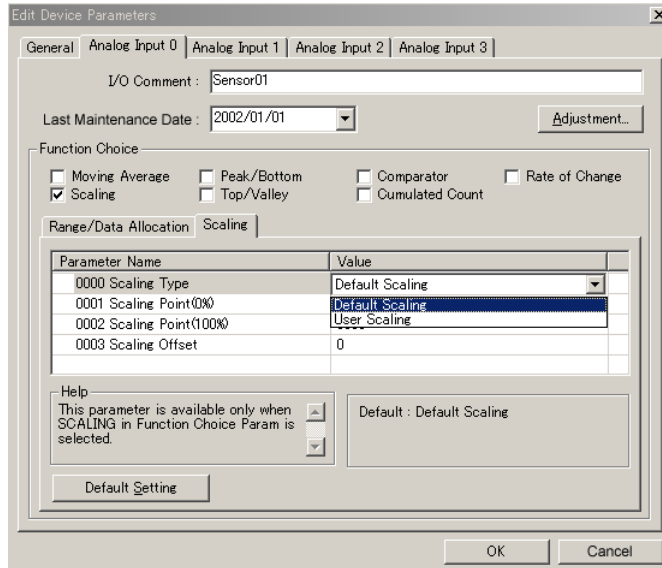 Edit Device Parameters
General Analog Input 0 Analog Input 1 Analog Input 2 Analog Input 3
I/O Comment : Sensor01
Last Maintenance Date : 2002/01/01 Adjustment...
Function Choice
Moving Average Peak/Bottom Comparator Rate of Change
Scaling Top/Valley Cumulated Count
Range/Data Allocation Scaling
Parameter Name Value
0000 Scaling Type Default Scaling
0001 Scaling Point(0%) Default Scaling
0002 Scaling Point(100%) User Scaling
0003 Scaling Offset 0
Help
This parameter is available only when
SCALING in Function Choice Param is
selected.
Default : Default Scaling
Default Setting
OK Cancel